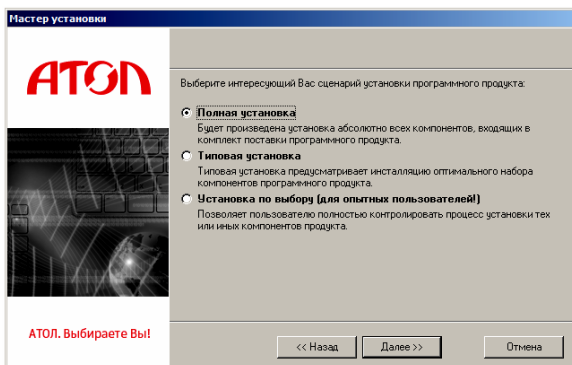 Мастер установки
АТОЛ
Выберите интересующий Вас сценарий установки программного продукта:
Полная установка
Будет произведена установка абсолютно всех компонентов, входящих в
комплект поставки программного продукта.
Типовая установка
Типовая установка предусматривает инсталляцию оптимального набора
компонентов программного продукта.
Установка по выбору (для опытных пользователей!)
Позволяет пользователю полностью контролировать процесс установки тех
или иных компонентов продукта.
АТОЛ. Выбираете Вы!
<< Назад
Далее >>
Отмена